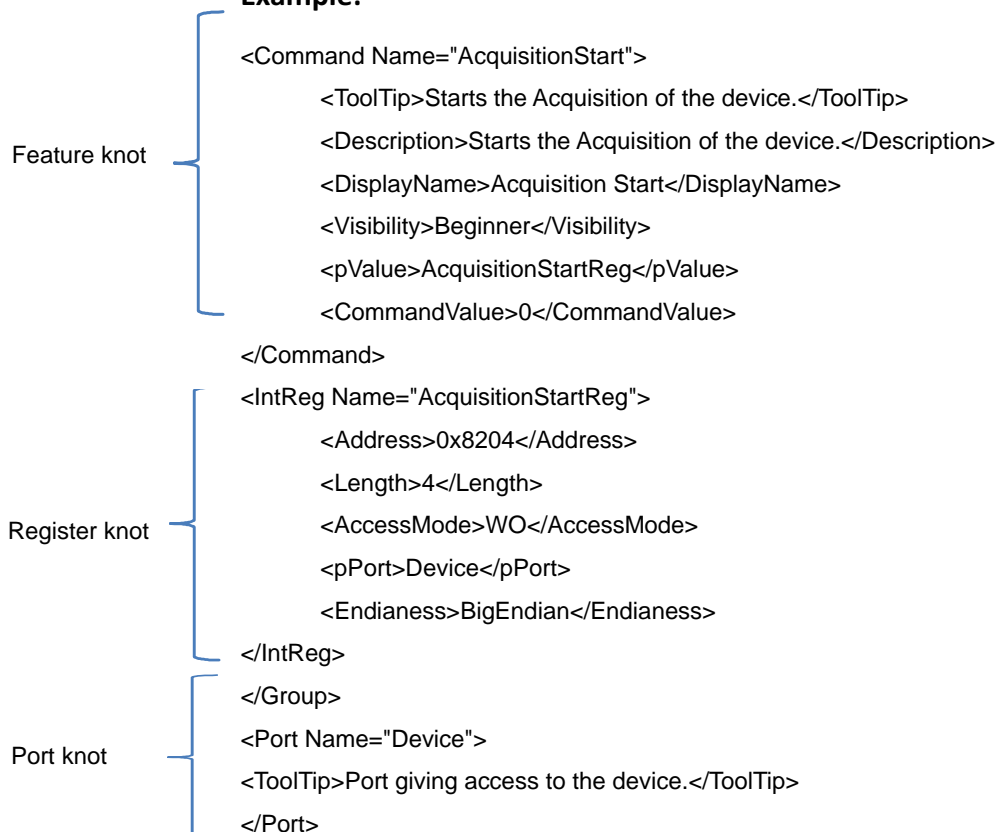 Example:
<Command Name="AcquisitionStart">
<ToolTip>Starts the Acquisition of the device.</ToolTip>
<Description>Starts the Acquisition of the device.</Description>
Feature knot
<DisplayName>Acquisition Start</DisplayName>
<Visibility>Beginner</Visibility>
<pValue>AcquisitionStartReg</pValue>
<CommandValue>0</CommandValue>
</Command>
<IntReg Name="AcquisitionStartReg">
<Address>0x8204</Address>
<Length>4</Length>
Register knot
<AccessMode>WO</AccessMode>
<pPort>Device</pPort>
<Endianess>BigEndian</Endianess>
</IntReg>
</Group>
<Port Name="Device">
Port knot
<ToolTip>Port giving access to the device.</ToolTip>
</Port>